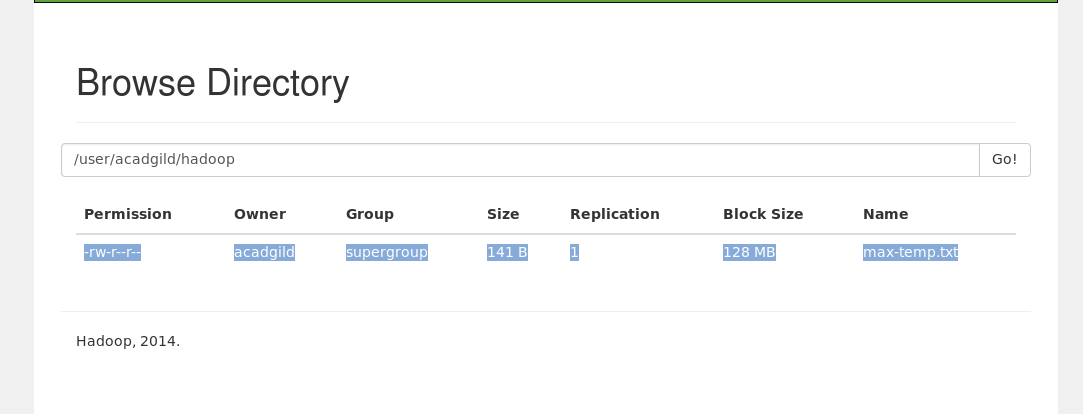 Browse Directory
/user/acadgild/hadoop Go!
Permission Owner Group Size Replication Block Size Name
-rw-r--r-- acadgild supergroup 141 B 1 128 MB max-temp.txt
Hadoop, 2014.